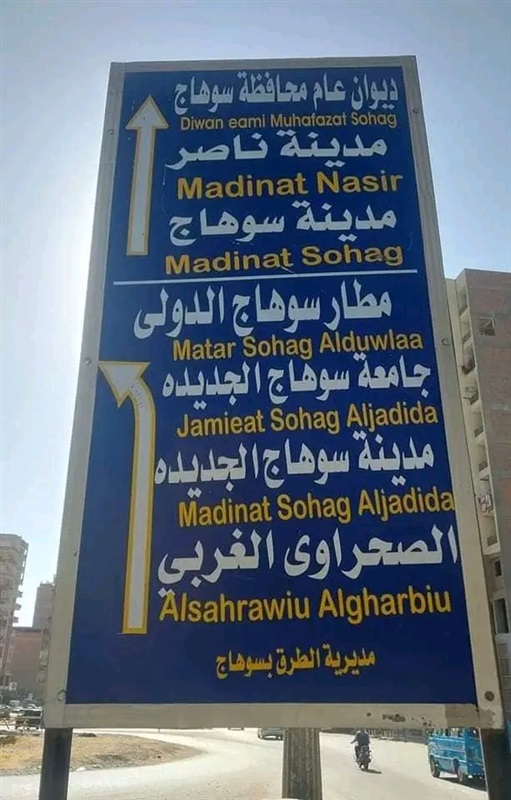 ديوان عام محافظة سوهاج
Diwan eami Muhafazat Sohag
مدينة ناصر
Madinat Nasir
مدينة سوهاج
Madinat Sohag
مطار سوهاج الدولى
Matar Sohag Alduwlaa
جامعة سوهاج الجديده
Jamieat Sohag Aljadida
مدينة سوهاج الجديده
Madinat Sohag Aljadida
الصحراوى الغربي
Alsahrawiu Algharbiu
مديرية الطرق بسوهاج